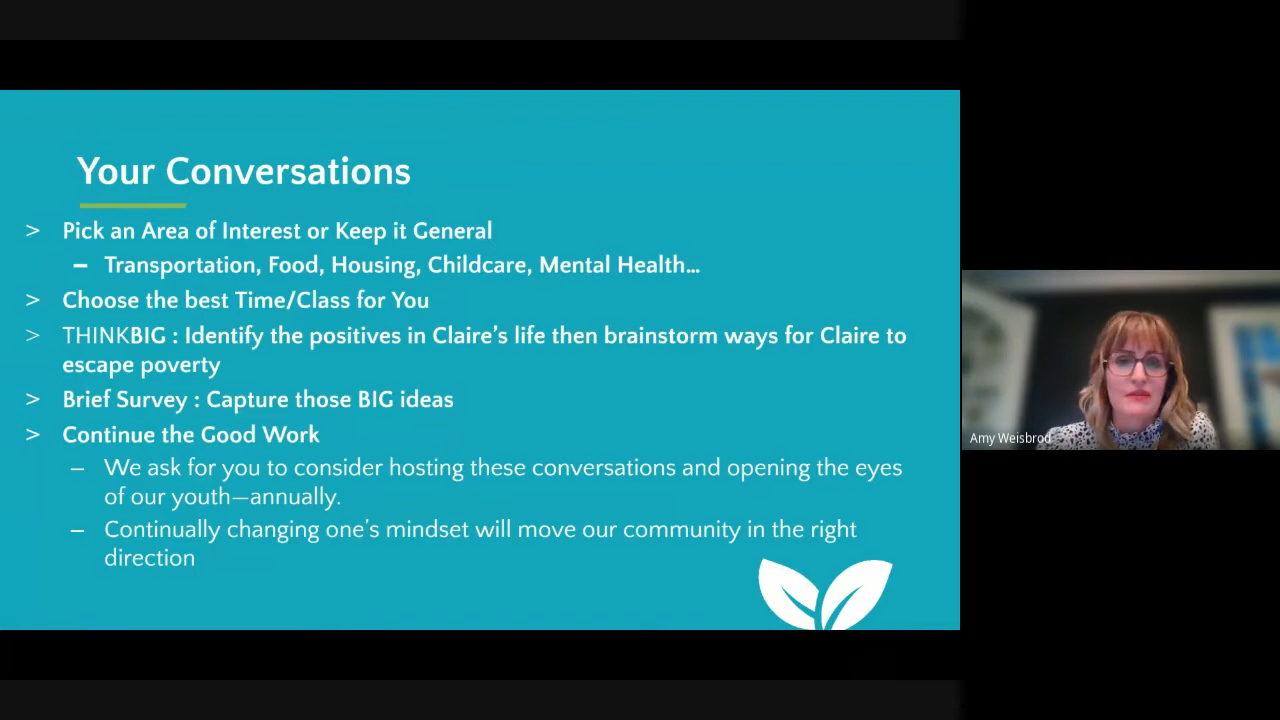 Your Conversations
> Pick an Area of Interest or Keep it General
– Transportation, Food, Housing, Childcare, Mental Health…
> Choose the best Time/Class for You
> THINKBIG : Identify the positives in Claire’s life then brainstorm ways for Claire to
escape poverty
> Brief Survey : Capture those BIG ideas
> Continue the Good Work
– We ask for you to consider hosting these conversations and opening the eyes
of our youth—annually.
– Continually changing one’s mindset will move our community in the right
direction
Amy Weisbrod